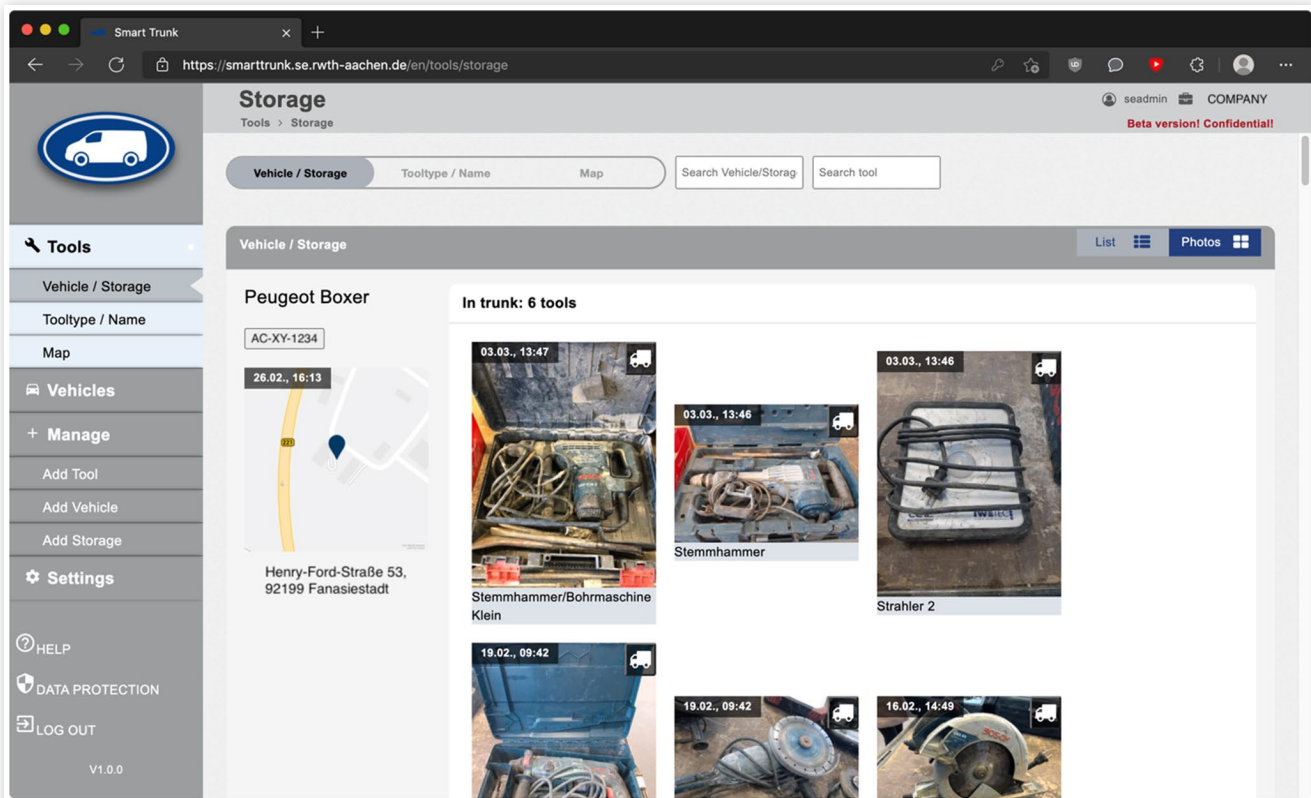 Smart Trunk
https://smarttrunk.se.rwth-aachen.de/en/tools/storage
Storage
Tools > Storage
seadmin
COMPANY
Beta version! Confidential!
Vehicle / Storage
Tooltype / Name
Map
Search Vehicle/Storag
Search tool
Tools
Vehicle / Storage
Tooltype / Name
Map
Vehicles
+ Manage
Add Tool
Add Vehicle
Add Storage
Settings
HELP
DATA PROTECTION
LOG OUT
V1.0.0
Vehicle / Storage
List
Photos
Peugeot Boxer
AC-XY-1234
26.02., 16:13
221
Henry-Ford-Straße 53,
92199 Fanasiestadt
In trunk: 6 tools
03.03., 13:47
Stemmhammer/Bohrmaschine
Klein
03.03., 13:46
Stemmhammer
03.03., 13:46
Strahler 2
19.02., 09:42
19.02., 09:42
16.02., 14:49
BOSCH